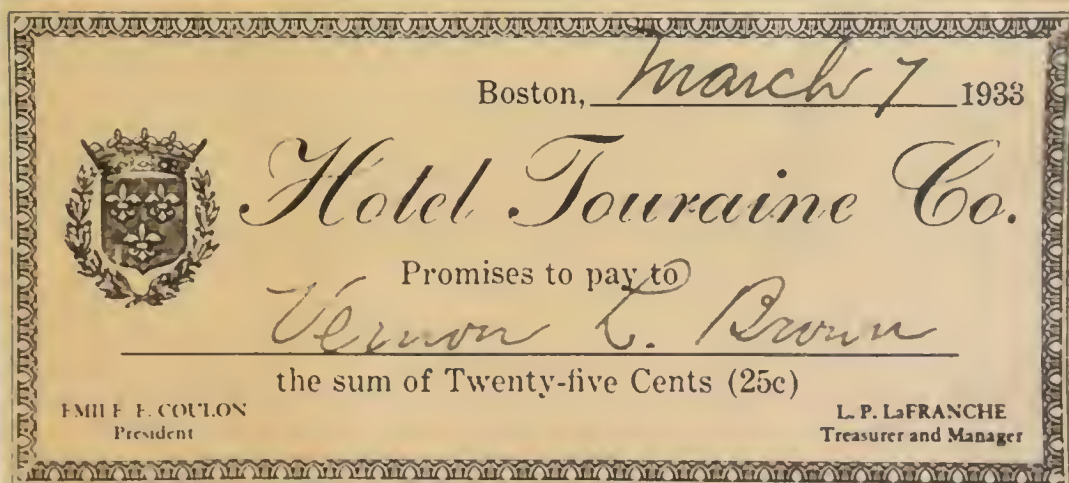 Boston, March 7 1933
Hotel Touraine Co.
Promises to pay to
Vernon L. Brown
the sum of Twenty-five Cents (25c)
EMILE F. COULON
President
L. P. LaFRANCHE
Treasurer and Manager